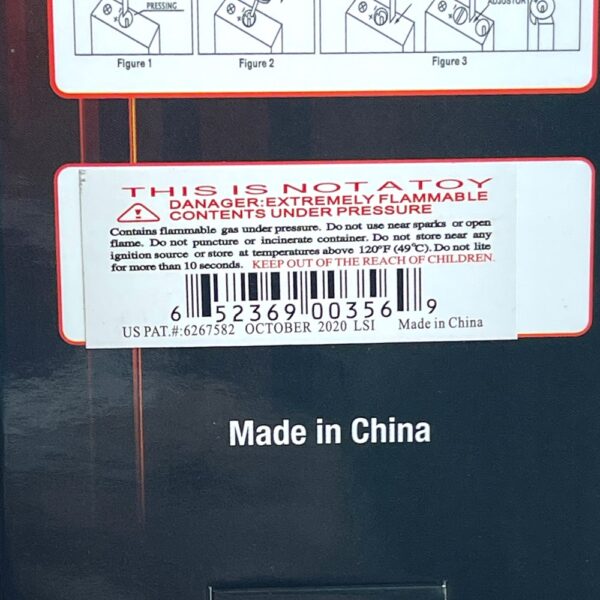 PRESSING
ADJUSTOR
Figure 1
Figure 2
Figure 3
THIS IS NOT A TOY
DANAGER:EXTREMELY FLAMMABLE
CONTENTS UNDER PRESSURE
Contains flammable gas under pressure. Do not use near sparks or open
flame. Do not puncture or incinerate container. Do not store near any
ignition source or store at temperatures above 120°F (49°C). Do not lite
for more than 10 seconds. KEEP OUT OF THE REACH OF CHILDREN.
6 52369 00356 9
US PAT.#:6267582 OCTOBER 2020 LSI Made in China
Made in China